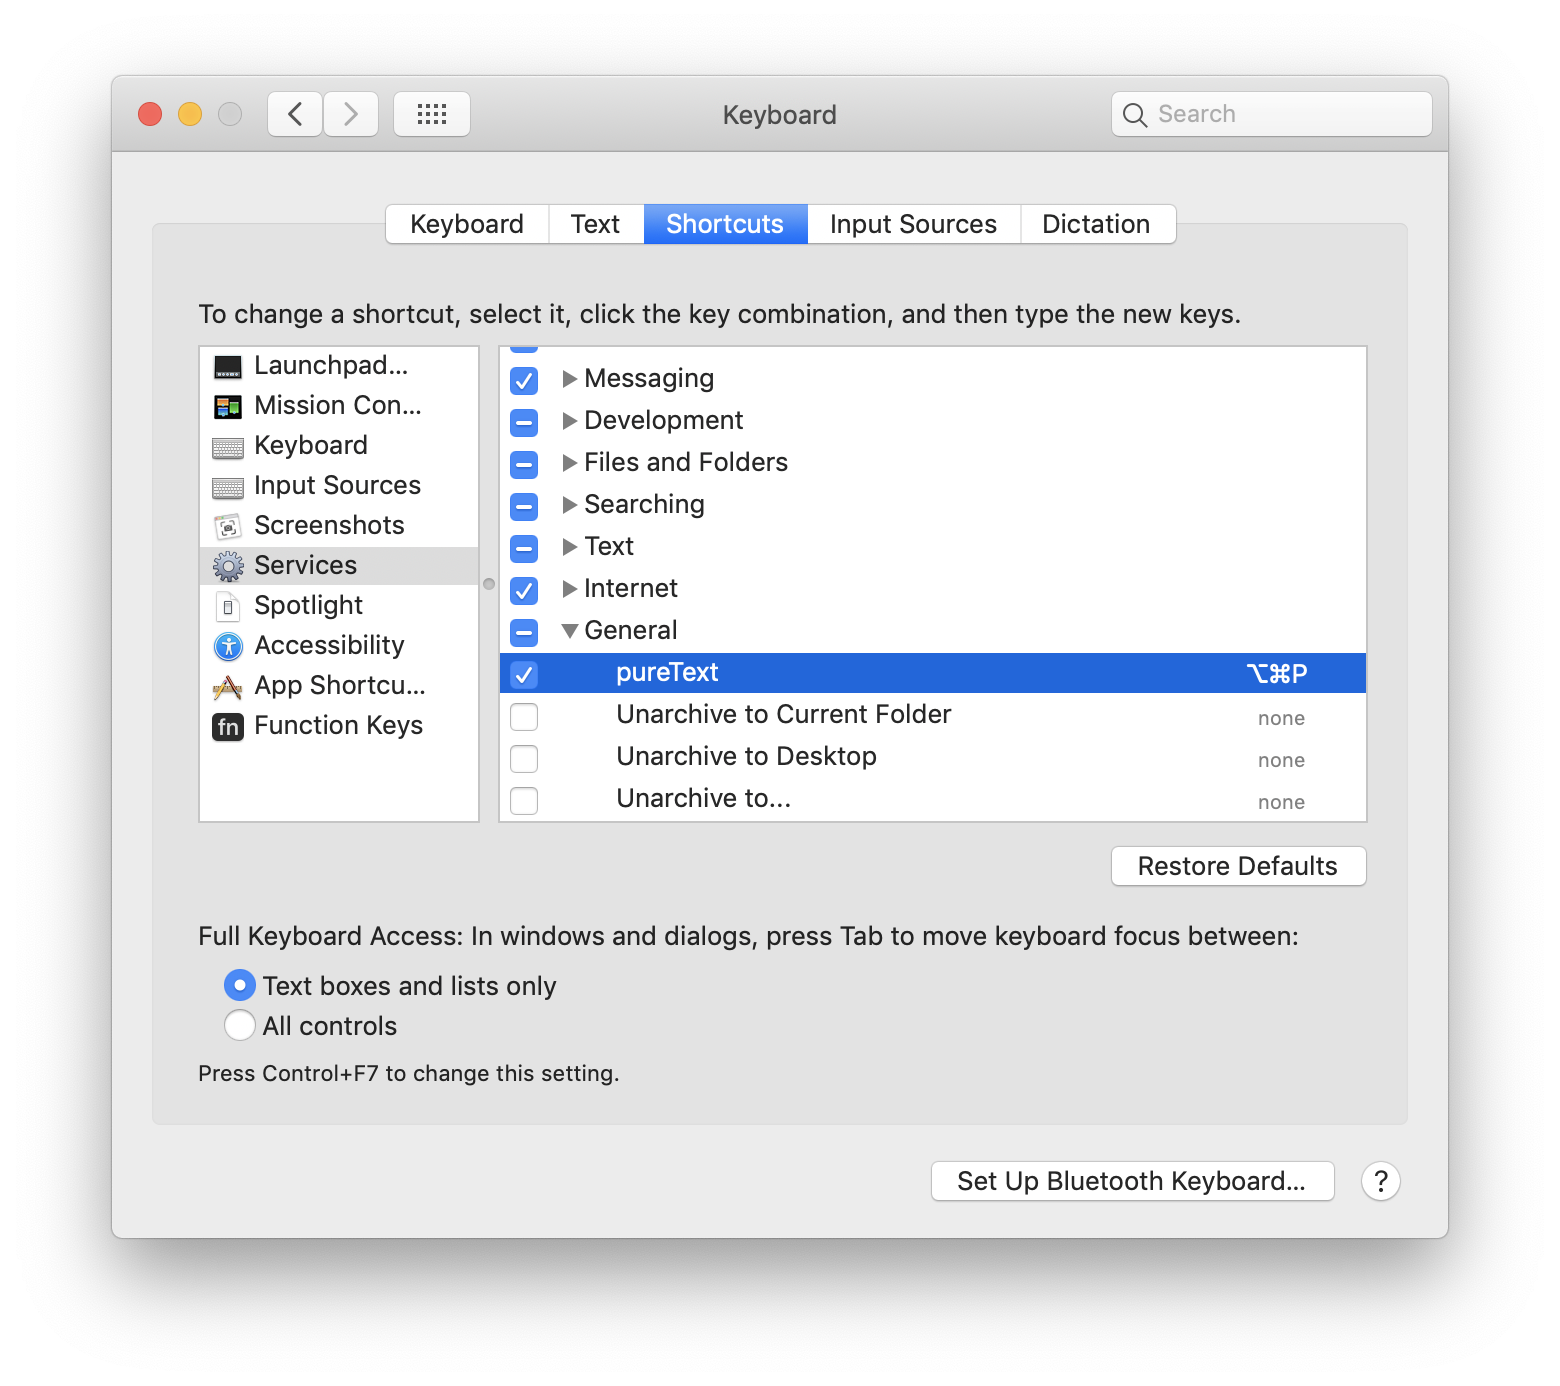 Keyboard
Search
Keyboard Text Shortcuts Input Sources Dictation
To change a shortcut, select it, click the key combination, and then type the new keys.
Launchpad...
Mission Con...
Keyboard
Input Sources
Screenshots
Services
Spotlight
Accessibility
App Shortcu...
fn Function Keys
Messaging
Development
Files and Folders
Searching
Text
Internet
General
pureText ⌥⌘P
Unarchive to Current Folder none
Unarchive to Desktop none
Unarchive to... none
Restore Defaults
Full Keyboard Access: In windows and dialogs, press Tab to move keyboard focus between:
Text boxes and lists only
All controls
Press Control+F7 to change this setting.
Set Up Bluetooth Keyboard... ?